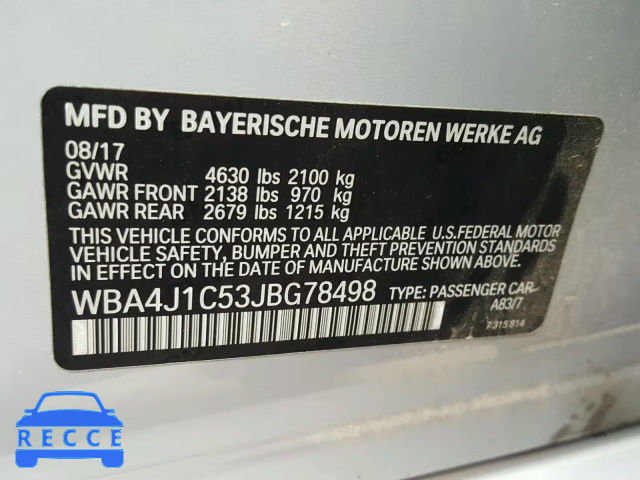 MFD BY BAYERISCHE MOTOREN WERKE AG
08/17
GVWR 4630 lbs 2100 kg
GAWR FRONT 2138 lbs 970 kg
GAWR REAR 2679 lbs 1215 kg
THIS VEHICLE CONFORMS TO ALL APPLICABLE U.S.FEDERAL MOTOR
VEHICLE SAFETY, BUMPER AND THEFT PREVENTION STANDARDS
IN EFFECT ON THE DATE OF MANUFACTURE SHOWN ABOVE.
WBA4J1C53JBG78498 TYPE: PASSENGER CAR
A83/7
7315814
RECCE